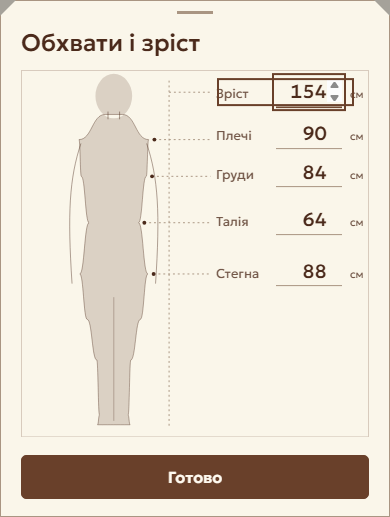 Обхвати і зріст
Зріст 154 см
Плечі 90 см
Груди 84 см
Талія 64 см
Стегна 88 см
Готово